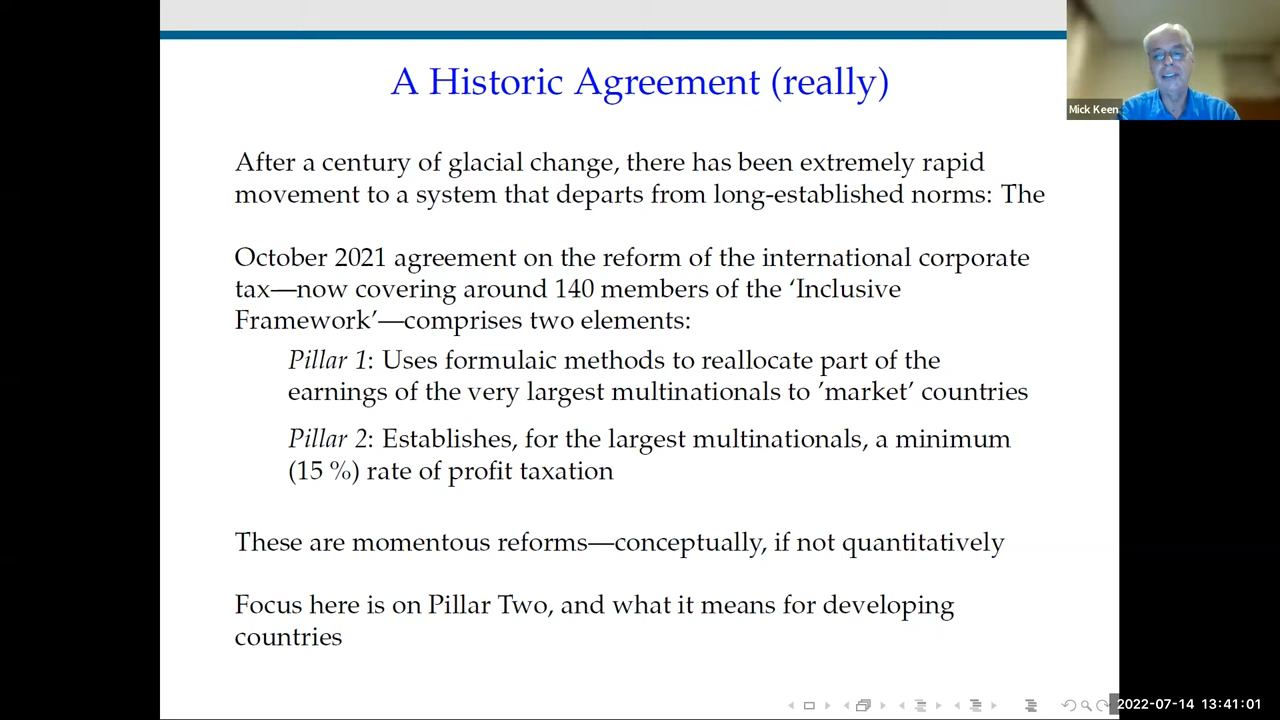 A Historic Agreement (really)
Mick Keen
After a century of glacial change, there has been extremely rapid
movement to a system that departs from long-established norms: The
October 2021 agreement on the reform of the international corporate
tax—now covering around 140 members of the ‘Inclusive
Framework’—comprises two elements:
Pillar 1: Uses formulaic methods to reallocate part of the
earnings of the very largest multinationals to ’market’ countries
Pillar 2: Establishes, for the largest multinationals, a minimum
(15 %) rate of profit taxation
These are momentous reforms—conceptually, if not quantitatively
Focus here is on Pillar Two, and what it means for developing
countries
2022-07-14 13:41:01